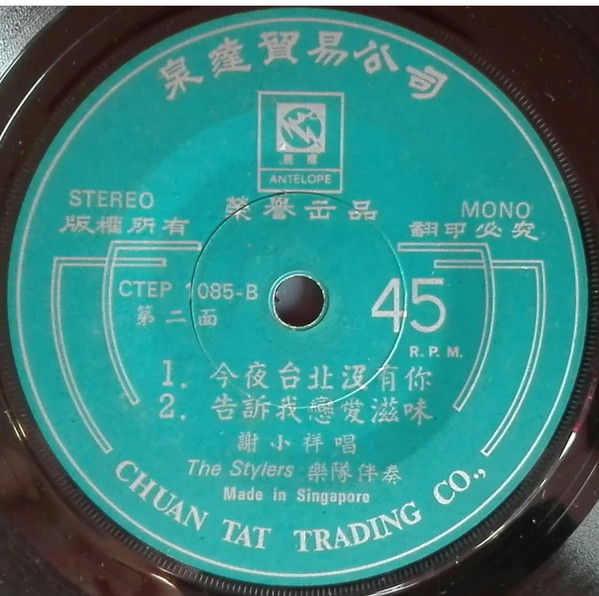 泉達貿易公司
鹿標
ANTELOPE
STEREO
版權所有
榮譽出品
MONO
翻印必究
CTEP 1085-B
第二面
45
R.P.M.
1. 今夜台北沒有你
2. 告訴我戀愛滋味
謝小祥唱
The Stylers 樂隊伴奏
Made in Singapore
CHUAN TAT TRADING CO.,